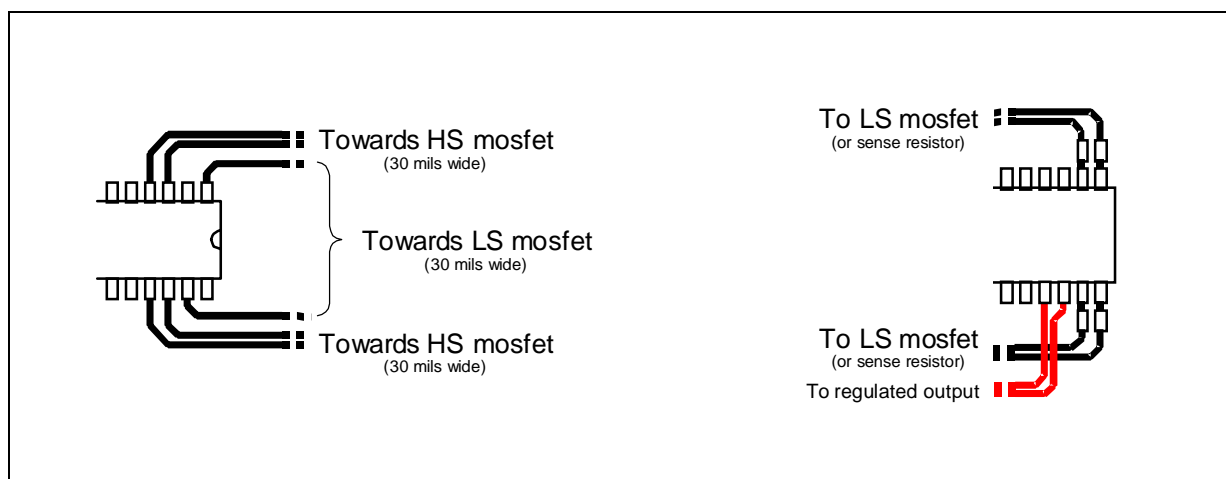 Towards HS mosfet
(30 mils wide)
Towards LS mosfet
(30 mils wide)
Towards HS mosfet
(30 mils wide)
To LS mosfet
(or sense resistor)
To LS mosfet
(or sense resistor)
To regulated output